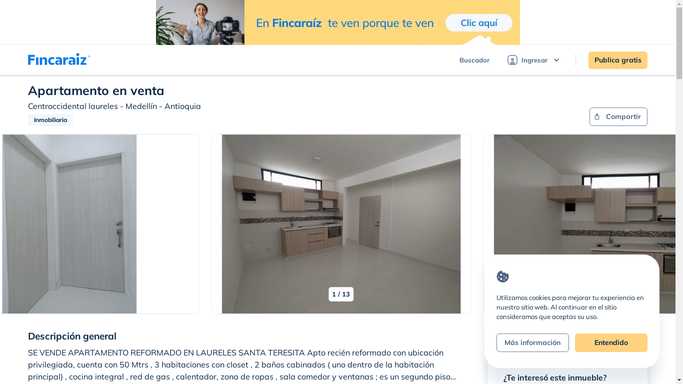 En Fincaraíz te ven porque te ven
Clic aquí
Fincaraíz
Buscador
Ingresar
Publica gratis
Apartamento en venta
Centroccidental laureles - Medellín - Antioquia
Inmobiliaria
Compartir
1 / 13
Utilizamos cookies para mejorar tu experiencia en
nuestro sitio web. Al continuar en el sitio
consideramos que aceptas su uso.
Más información
Entendido
Descripción general
SE VENDE APARTAMENTO REFORMADO EN LAURELES SANTA TERESITA Apto recién reformado con ubicación
privilegiada, cuenta con 50 Mtrs , 3 habitaciones con closet , 2 baños cabinados ( uno dentro de la habitación
principal) , cocina integral , red de gas , calentador, zona de ropas , sala comedor y ventanas ; es un segundo piso...
¿Te interesó este inmueble?